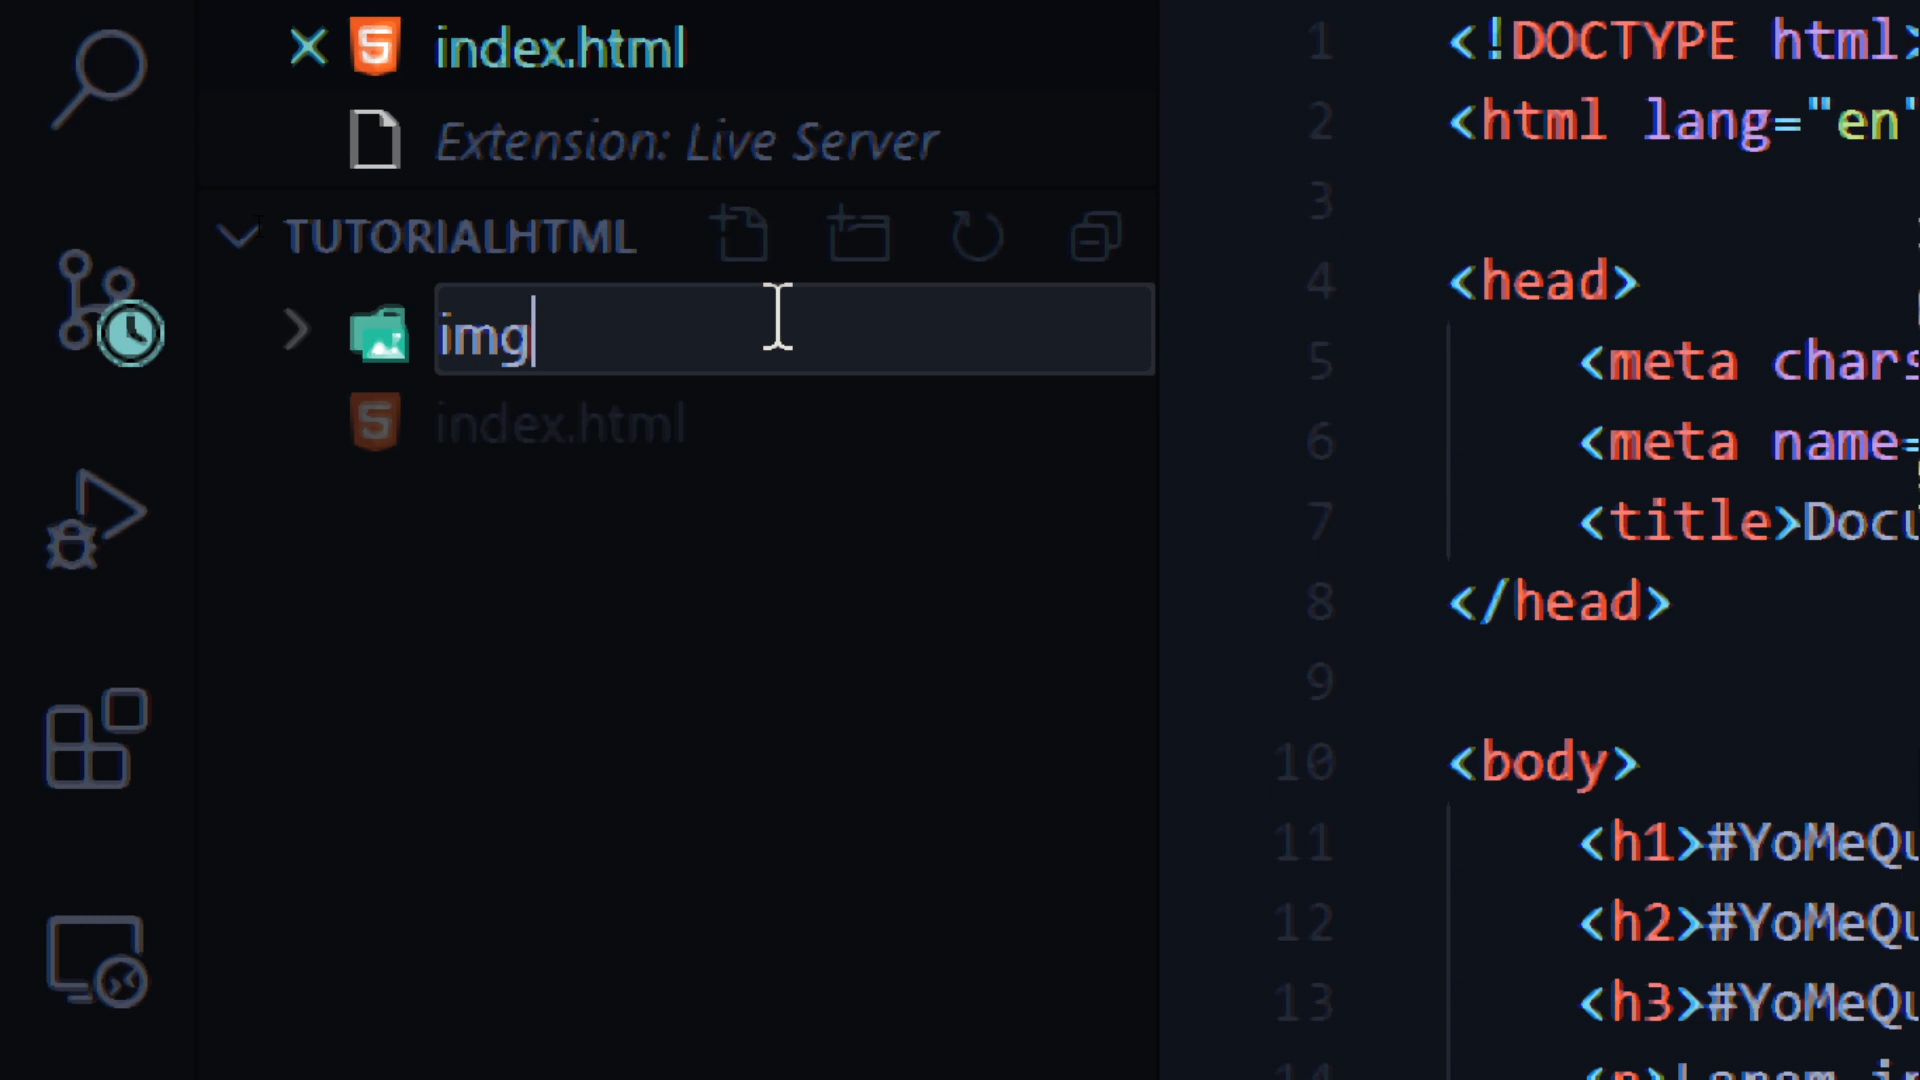 index.html
Extension: Live Server
TUTORIALHTML
img
index.html
1 <!DOCTYPE html>
2 <html lang="en"
3
4 <head>
5 <meta chars
6 <meta name=
7 <title>Docu
8 </head>
9
10 <body>
11 <h1>#YoMeQu
12 <h2>#YoMeQu
13 <h3>#YoMeQu
14